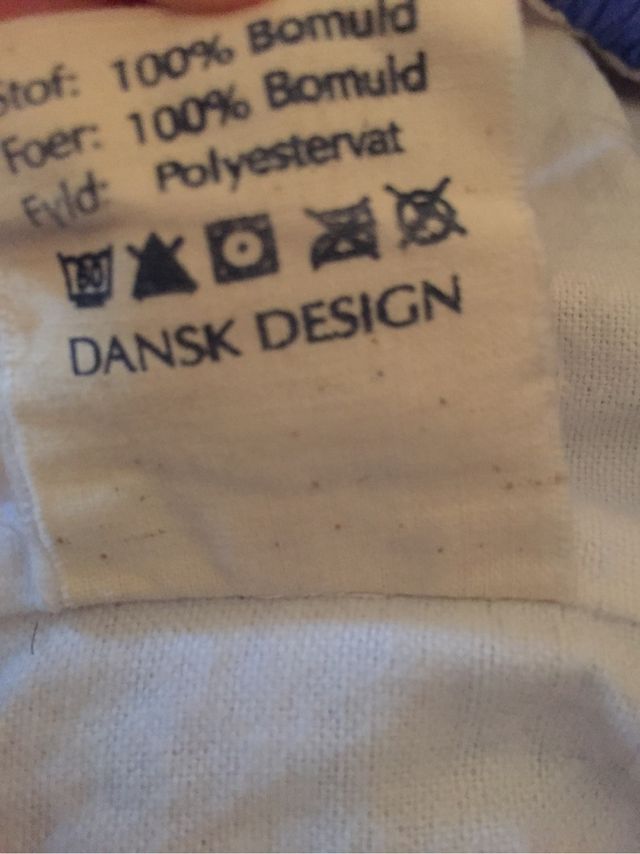 Stof: 100% Bomuld
Foer: 100% Bomuld
Fyld: Polyestervat
DANSK DESIGN